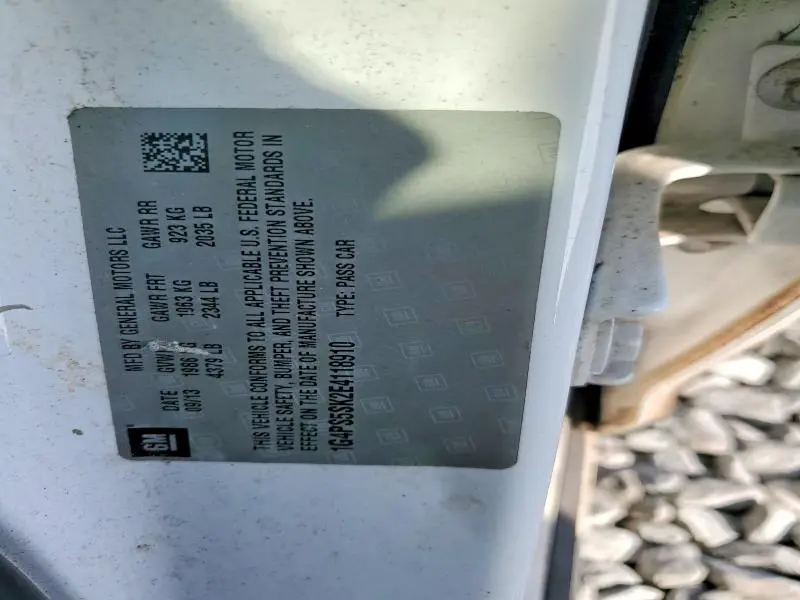 MFD BY GENERAL MOTORS LLC
DATE GVWR GAWR FRT GAWR RR
09/13 1986 KG 1063 KG 923 KG
4379 LB 2344 LB 2035 LB
THIS VEHICLE CONFORMS TO ALL APPLICABLE U.S. FEDERAL MOTOR
VEHICLE SAFETY, BUMPER, AND THEFT PREVENTION STANDARDS IN
EFFECT ON THE DATE OF MANUFACTURE SHOWN ABOVE.
1G4PS5SK2E4118910 TYPE: PASS CAR
GM